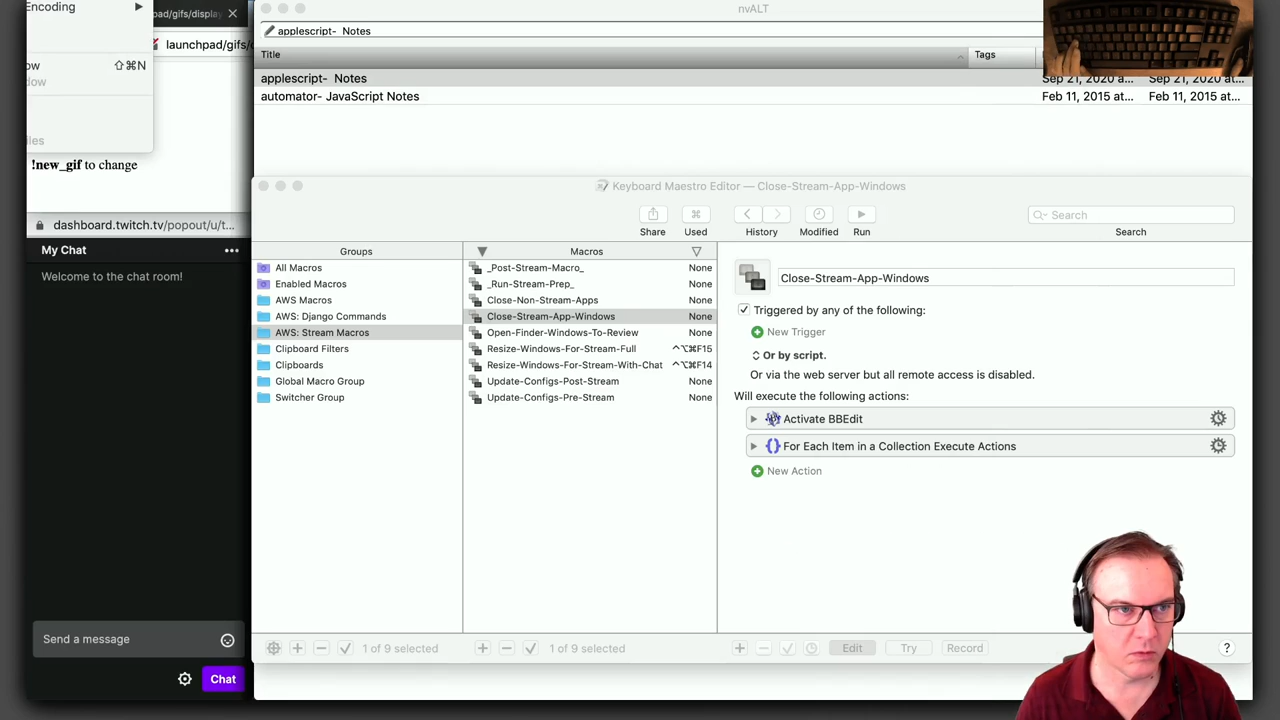 Encoding
pad/gifs/display
launchpad/gifs/
ow ⇧⌘N
dow
iles
!new_gif to change
dashboard.twitch.tv/popout/u/t...
My Chat
Welcome to the chat room!
Send a message
Chat
nvALT
applescript- Notes
Title Tags
applescript- Notes Sep 21, 2020 a... Sep 21, 2020 a...
automator- JavaScript Notes Feb 11, 2015 at... Feb 11, 2015 at...
Keyboard Maestro Editor — Close-Stream-App-Windows
Share Used History Modified Run
Search
Search
Groups
All Macros
Enabled Macros
AWS Macros
AWS: Django Commands
AWS: Stream Macros
Clipboard Filters
Clipboards
Global Macro Group
Switcher Group
1 of 9 selected
Macros
_Post-Stream-Macro_ None
_Run-Stream-Prep_ None
Close-Non-Stream-Apps None
Close-Stream-App-Windows None
Open-Finder-Windows-To-Review None
Resize-Windows-For-Stream-Full ^⌥⌘F15
Resize-Windows-For-Stream-With-Chat ^⌥⌘F14
Update-Configs-Post-Stream None
Update-Configs-Pre-Stream None
1 of 9 selected
Close-Stream-App-Windows
Triggered by any of the following:
New Trigger
Or by script.
Or via the web server but all remote access is disabled.
Will execute the following actions:
Activate BBEdit
For Each Item in a Collection Execute Actions
New Action
Edit Try Record ?